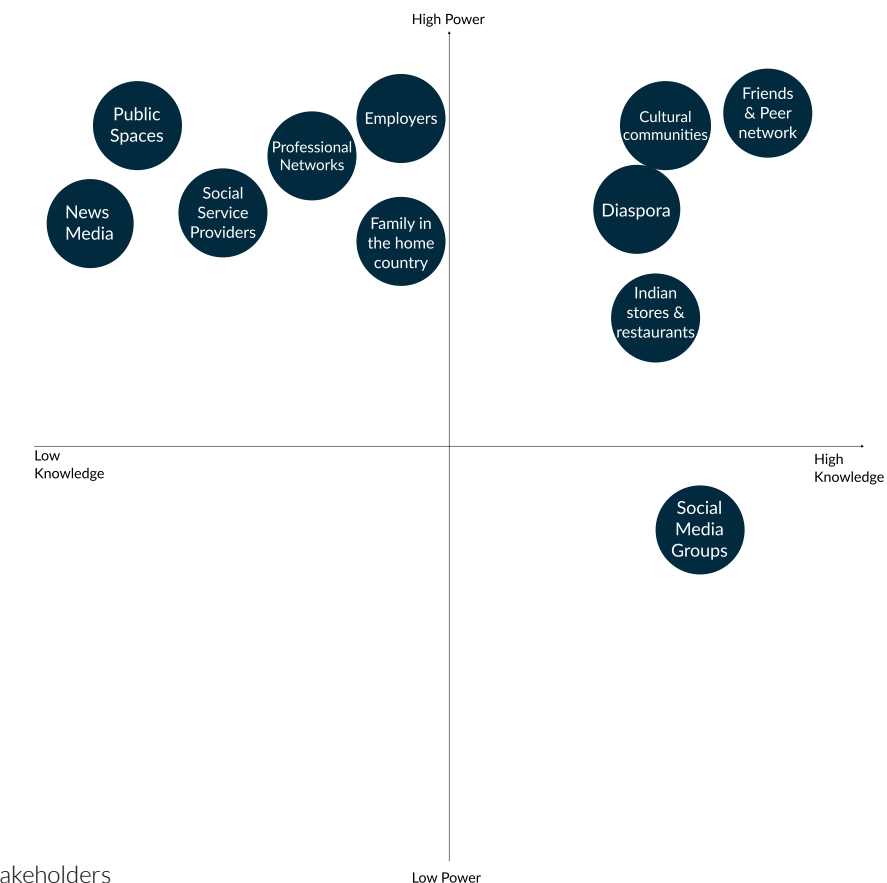 High Power
Public
Spaces
Employers
Professional
Networks
Cultural
communities
Friends
& Peer
network
News
Media
Social
Service
Providers
Family in
the home
country
Diaspora
Indian
stores &
restaurants
Low
Knowledge
High
Knowledge
Social
Media
Groups
akeholders
Low Power